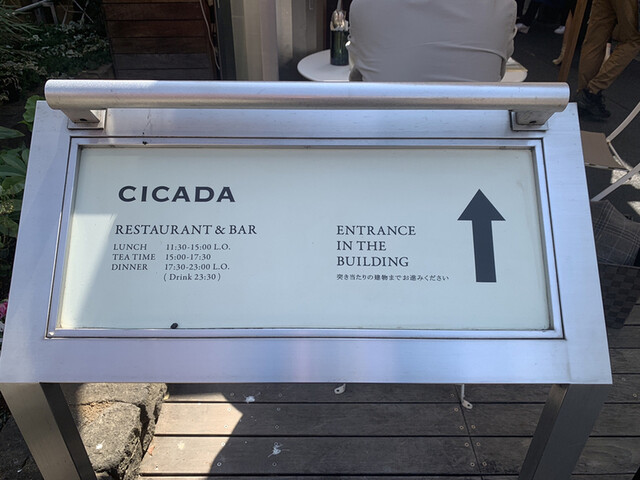 CICADA
RESTAURANT & BAR
LUNCH 11:30-15:00 L.O.
TEA TIME 15:00-17:30
DINNER 17:30-23:00 L.O.
( Drink 23:30 )
ENTRANCE
IN THE
BUILDING
突き当たりの建物までお進みください